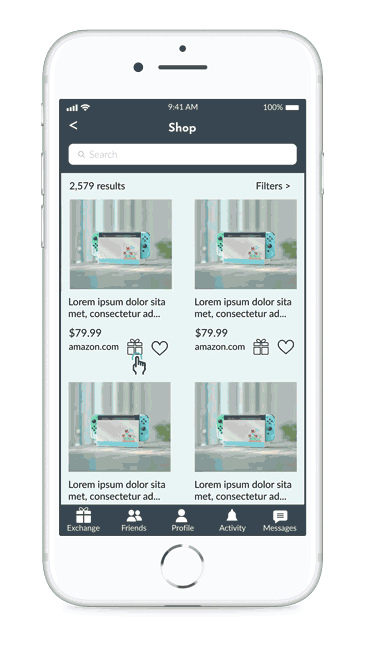 9:41 AM
100%
<
Shop
Search
2,579 results
Filters >
Lorem ipsum dolor sita
met, consectetur ad...
$79.99
amazon.com
Lorem ipsum dolor sita
met, consectetur ad...
$79.99
amazon.com
Lorem ipsum dolor sita
met, consectetur ad...
Lorem ipsum dolor sita
met, consectetur ad...
Exchange
Friends
Profile
Activity
Messages